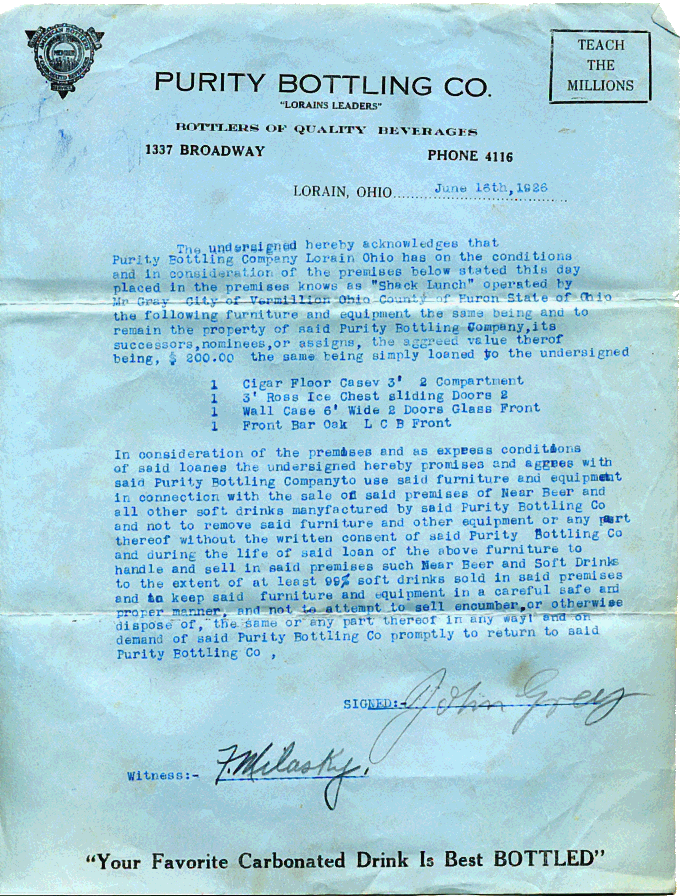 AMERICAN BOTTLERS
MEMBER
TEACH
THE
MILLIONS
PURITY BOTTLING CO.
"LORAINS LEADERS"
BOTTLERS OF QUALITY BEVERAGES
1337 BROADWAY PHONE 4116
LORAIN, OHIO June 16th,1926
The undersigned hereby acknowledges that
Purity Bottling Company Lorain Ohio has on the conditions
and in consideration of the premises below stated this day
placed in the premises knows as "Shack Lunch" operated by
Mr Gray City of Vermillion Ohio County of Huron State of Ohio
the following furniture and equipment the same being and to
remain the property of said Purity Bottling Company,its
successors,nominees,or assigns, the aggreed value therof
being, $ 200.00 the same being simply loaned to the undersigned
1 Cigar Floor Casev 3' 2 Compartment
1 3' Ross Ice Chest sliding Doors 2
1 Wall Case 6' Wide 2 Doors Glass Front
1 Front Bar Oak L C B Front
In consideration of the premises and as express conditions
of said loanes the undersigned hereby promises and aggees with
said Purity Bottling Companyto use said furniture and equipment
in connection with the sale of said premises of Near Beer and
all other soft drinks manyfactured by said Purity Bottling Co
and not to remove said furniture and other equipment or any part
thereof without the written consent of said Purity Bottling Co
and during the life of said loan of the above furniture to
handle and sell in said premises such Near Beer and Soft Drinks
to the extent of at least 99% soft drinks sold in said premises
and to keep said furniture and equipment in a careful safe and
proper manner, and not to attempt to sell encumber,or otherwise
dispose of, the same or any part thereof in any way! and on
demand of said Purity Bottling Co promptly to return to said
Purity Bottling Co ,
SIGNED:- John Grey
Witness:- F. Milasky.
"Your Favorite Carbonated Drink Is Best BOTTLED"